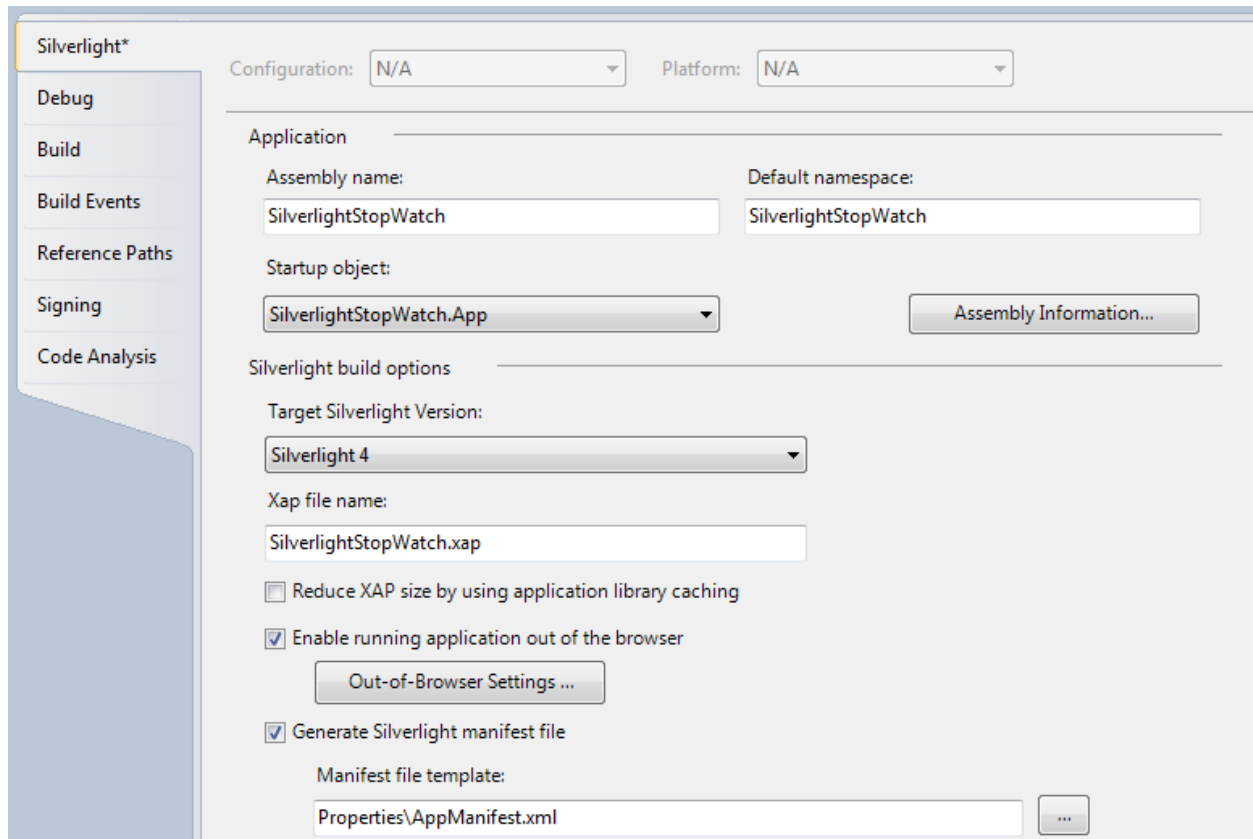 Silverlight*
Debug
Build
Build Events
Reference Paths
Signing
Code Analysis
Configuration: N/A Platform: N/A
Application
Assembly name: Default namespace:
SilverlightStopWatch SilverlightStopWatch
Startup object:
SilverlightStopWatch.App Assembly Information...
Silverlight build options
Target Silverlight Version:
Silverlight 4
Xap file name:
SilverlightStopWatch.xap
Reduce XAP size by using application library caching
Enable running application out of the browser
Out-of-Browser Settings ...
Generate Silverlight manifest file
Manifest file template:
Properties\AppManifest.xml ...